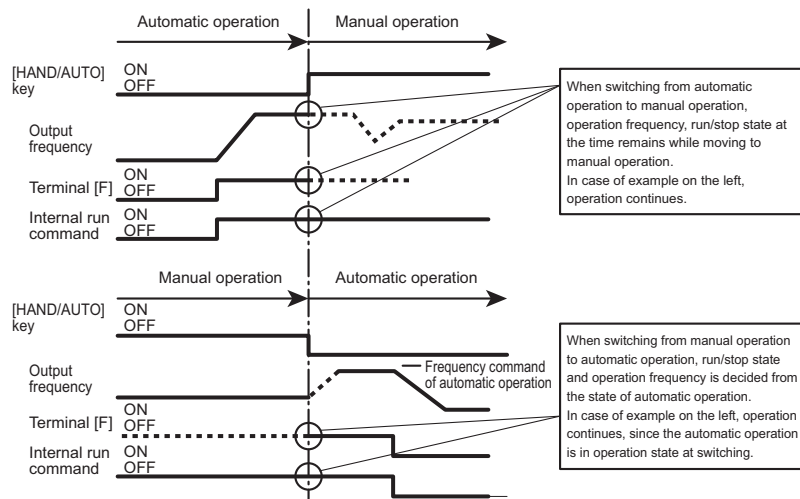 Automatic operation
Manual operation
[HAND/AUTO]
key
ON
OFF
Output
frequency
Terminal [F]
ON
OFF
Internal run
command
ON
OFF
When switching from automatic
operation to manual operation,
operation frequency, run/stop state at
the time remains while moving to
manual operation.
In case of example on the left,
operation continues.
Manual operation
Automatic operation
[HAND/AUTO]
key
ON
OFF
Output
frequency
Frequency command
of automatic operation
Terminal [F]
ON
OFF
Internal run
command
ON
OFF
When switching from manual operation
to automatic operation, run/stop state
and operation frequency is decided from
the state of automatic operation.
In case of example on the left, operation
continues, since the automatic operation
is in operation state at switching.